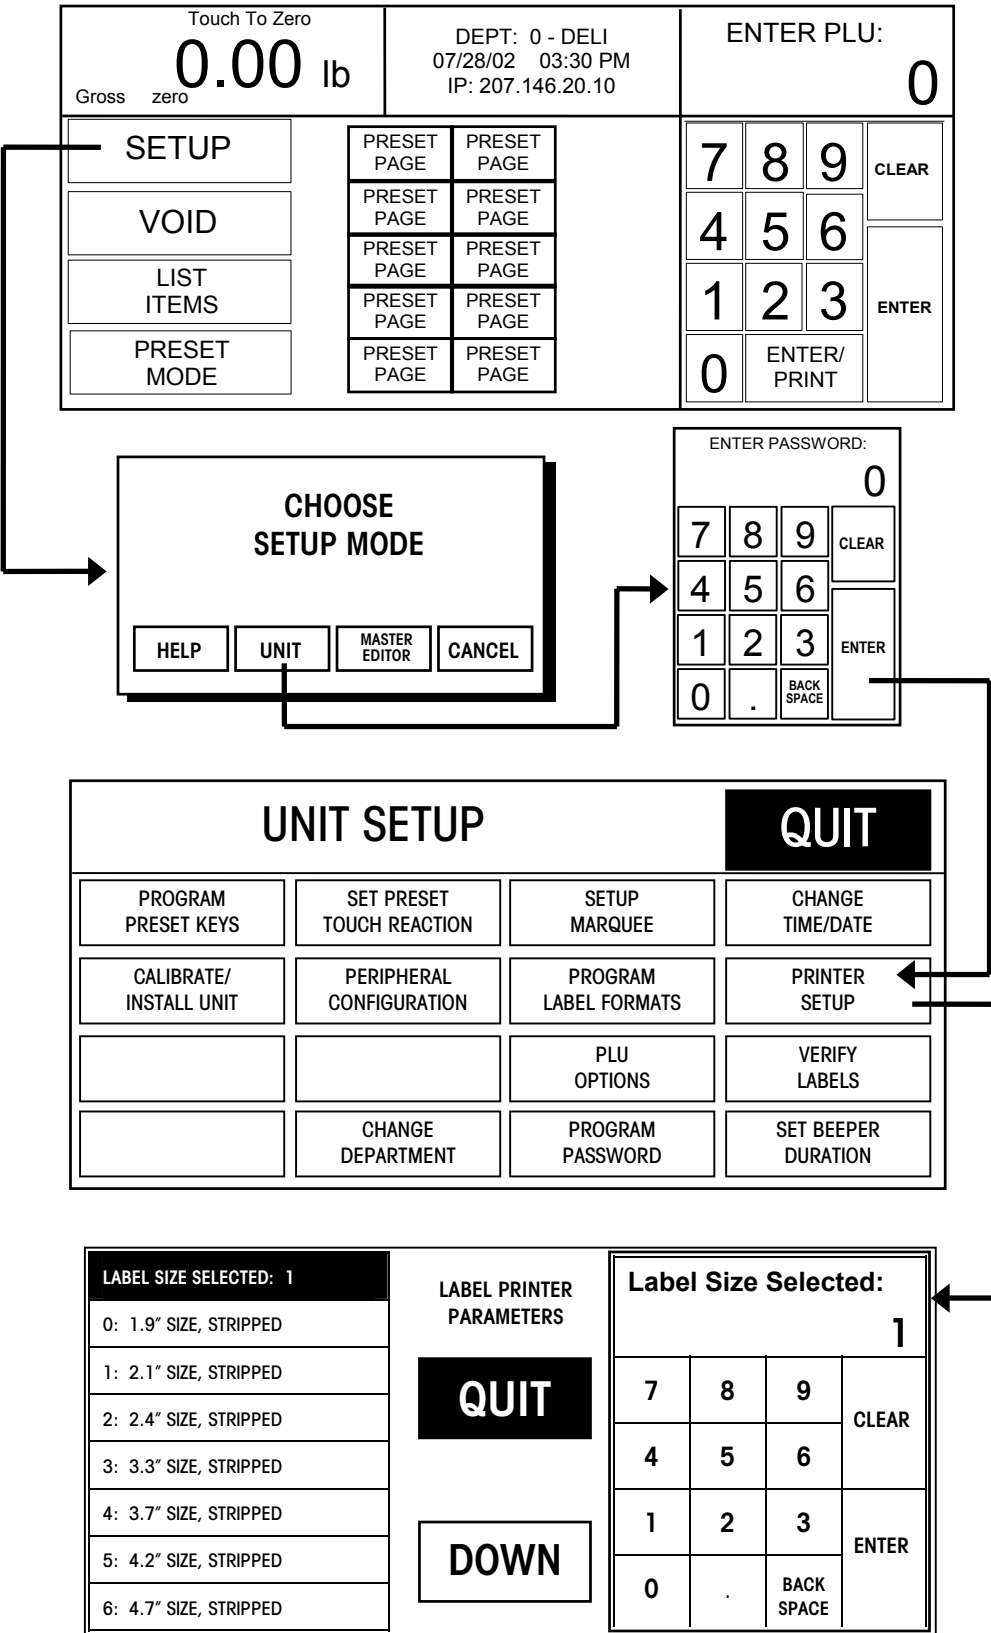 Touch To Zero
0.00 lb
Gross zero
DEPT: 0 - DELI
07/28/02 03:30 PM
IP: 207.146.20.10
ENTER PLU:
0
SETUP
VOID
LIST
ITEMS
PRESET
MODE
PRESET
PAGE
PRESET
PAGE
PRESET
PAGE
PRESET
PAGE
PRESET
PAGE
PRESET
PAGE
PRESET
PAGE
PRESET
PAGE
PRESET
PAGE
PRESET
PAGE
7 8 9 CLEAR
4 5 6
1 2 3 ENTER
0 ENTER/
PRINT
CHOOSE
SETUP MODE
HELP
UNIT
MASTER
EDITOR
CANCEL
ENTER PASSWORD:
0
7 8 9 CLEAR
4 5 6
1 2 3 ENTER
0 . BACK
SPACE
UNIT SETUP
QUIT
PROGRAM
PRESET KEYS
SET PRESET
TOUCH REACTION
SETUP
MARQUEE
CHANGE
TIME/DATE
CALIBRATE/
INSTALL UNIT
PERIPHERAL
CONFIGURATION
PROGRAM
LABEL FORMATS
PRINTER
SETUP
PLU
OPTIONS
VERIFY
LABELS
CHANGE
DEPARTMENT
PROGRAM
PASSWORD
SET BEEPER
DURATION
LABEL SIZE SELECTED: 1
0: 1.9" SIZE, STRIPPED
1: 2.1" SIZE, STRIPPED
2: 2.4" SIZE, STRIPPED
3: 3.3" SIZE, STRIPPED
4: 3.7" SIZE, STRIPPED
5: 4.2" SIZE, STRIPPED
6: 4.7" SIZE, STRIPPED
LABEL PRINTER
PARAMETERS
QUIT
DOWN
Label Size Selected:
1
7 8 9 CLEAR
4 5 6
1 2 3 ENTER
0 . BACK
SPACE